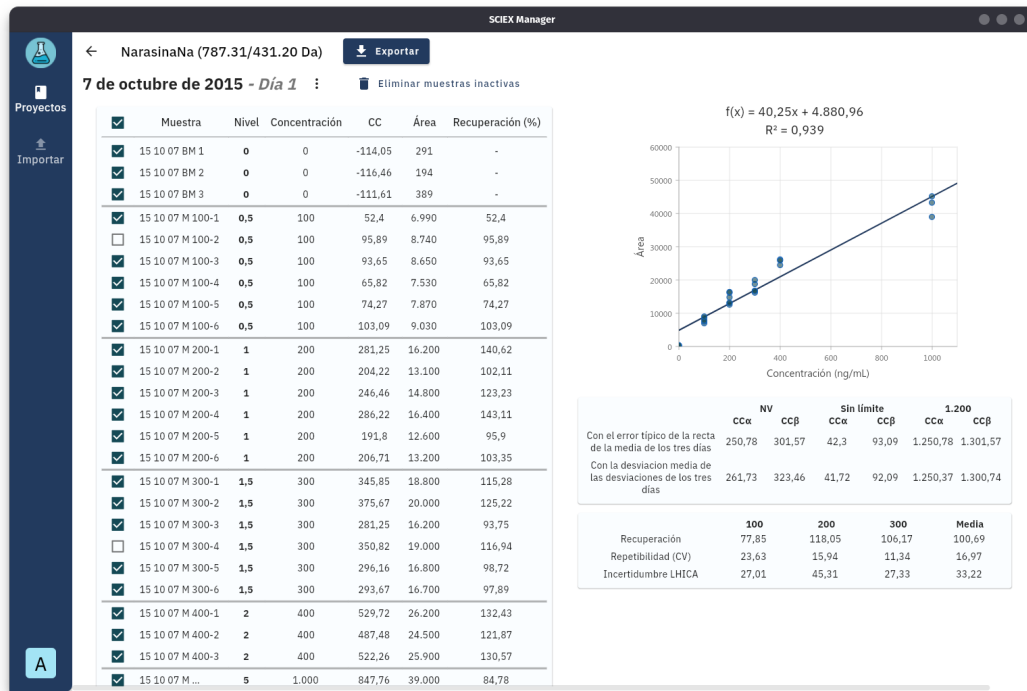 SCIEX Manager
NarasinaNa (787.31/431.20 Da)
Exportar
7 de octubre de 2015 - Día 1
Eliminar muestras inactivas
Proyectos
Importar
A
Muestra Nivel Concentración CC Área Recuperación (%)
15 10 07 BM 1 0 0 -114,05 291 -
15 10 07 BM 2 0 0 -116,46 194 -
15 10 07 BM 3 0 0 -111,61 389 -
15 10 07 M 100-1 0,5 100 52,4 6.990 52,4
15 10 07 M 100-2 0,5 100 95,89 8.740 95,89
15 10 07 M 100-3 0,5 100 93,65 8.650 93,65
15 10 07 M 100-4 0,5 100 65,82 7.530 65,82
15 10 07 M 100-5 0,5 100 74,27 7.870 74,27
15 10 07 M 100-6 0,5 100 103,09 9.030 103,09
15 10 07 M 200-1 1 200 281,25 16.200 140,62
15 10 07 M 200-2 1 200 204,22 13.100 102,11
15 10 07 M 200-3 1 200 246,46 14.800 123,23
15 10 07 M 200-4 1 200 286,22 16.400 143,11
15 10 07 M 200-5 1 200 191,8 12.600 95,9
15 10 07 M 200-6 1 200 206,71 13.200 103,35
15 10 07 M 300-1 1,5 300 345,85 18.800 115,28
15 10 07 M 300-2 1,5 300 375,67 20.000 125,22
15 10 07 M 300-3 1,5 300 281,25 16.200 93,75
15 10 07 M 300-4 1,5 300 350,82 19.000 116,94
15 10 07 M 300-5 1,5 300 296,16 16.800 98,72
15 10 07 M 300-6 1,5 300 293,67 16.700 97,89
15 10 07 M 400-1 2 400 529,72 26.200 132,43
15 10 07 M 400-2 2 400 487,48 24.500 121,87
15 10 07 M 400-3 2 400 522,26 25.900 130,57
15 10 07 M ... 5 1.000 847,76 39.000 84,78
f(x) = 40,25x + 4.880,96
R² = 0,939
60000
50000
40000
30000
20000
10000
0
Área
0 200 400 600 800 1000
Concentración (ng/mL)
NV Sin límite 1.200
CCα CCβ CCα CCβ CCα CCβ
Con el error típico de la recta
de la media de los tres días
250,78 301,57 42,3 93,09 1.250,78 1.301,57
Con la desviacion media de
las desviaciones de los tres
días
261,73 323,46 41,72 92,09 1.250,37 1.300,74
100 200 300 Media
Recuperación 77,85 118,05 106,17 100,69
Repetibilidad (CV) 23,63 15,94 11,34 16,97
Incertidumbre LHICA 27,01 45,31 27,33 33,22